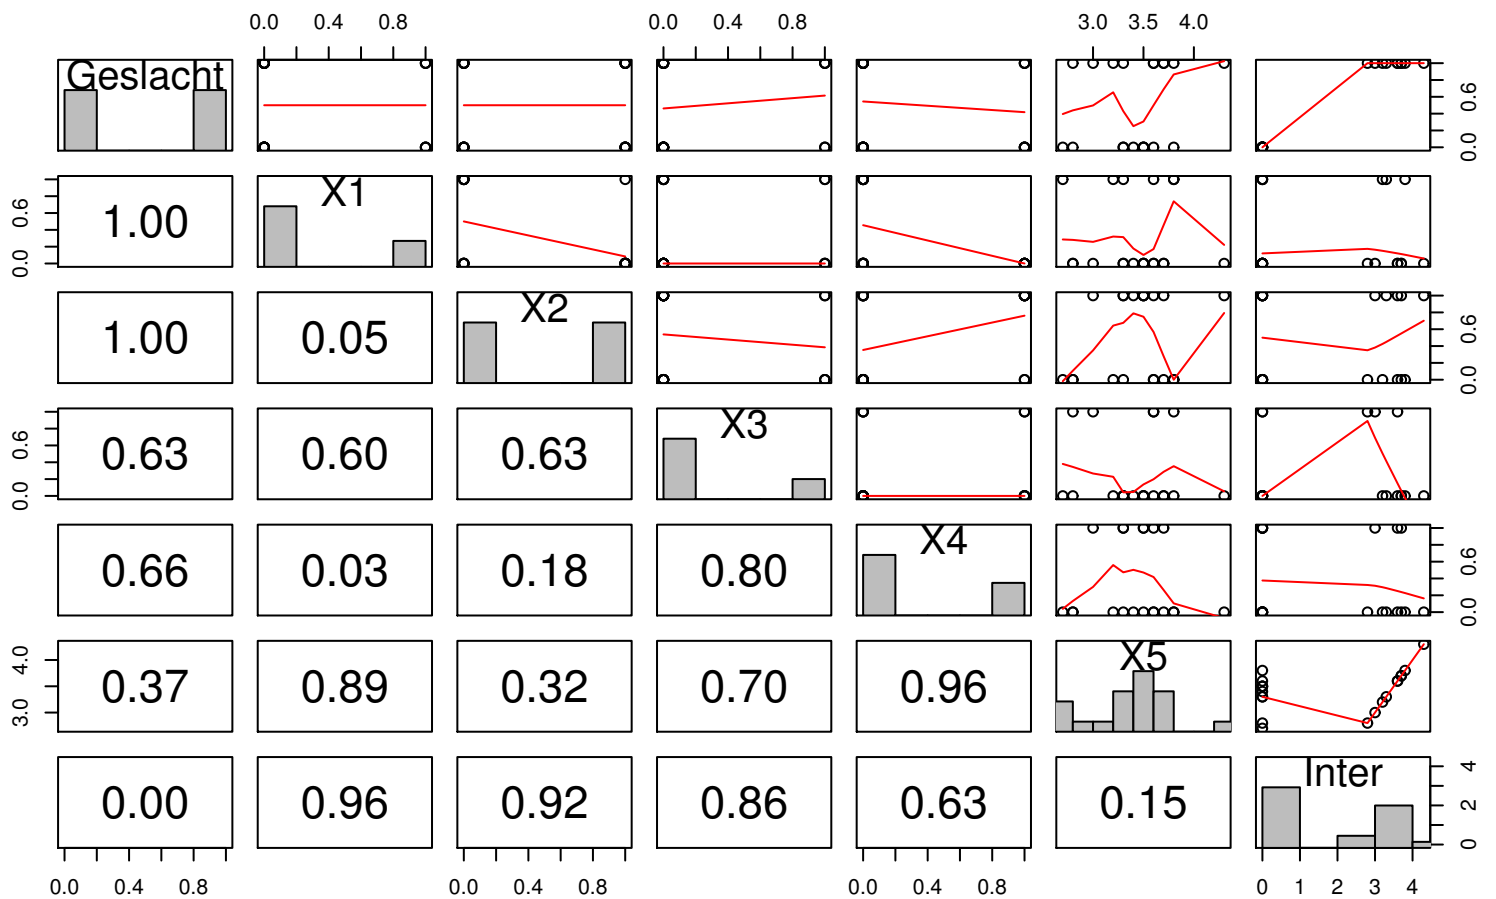 0.0 0.4 0.8 0.0 0.4 0.8 3.0 3.5 4.0
Geslacht 0.0 0.6
0.0 0.6 1.00 X1
1.00 0.05 X2 0.0 0.6
0.0 0.6 0.63 0.60 0.63 X3
0.66 0.03 0.18 0.80 X4 0.0 0.6
3.0 4.0 0.37 0.89 0.32 0.70 0.96 X5
0.00 0.96 0.92 0.86 0.63 0.15 Inter 0 2 4
0.0 0.4 0.8 0.0 0.4 0.8 0.0 0.4 0.8 0 1 2 3 4